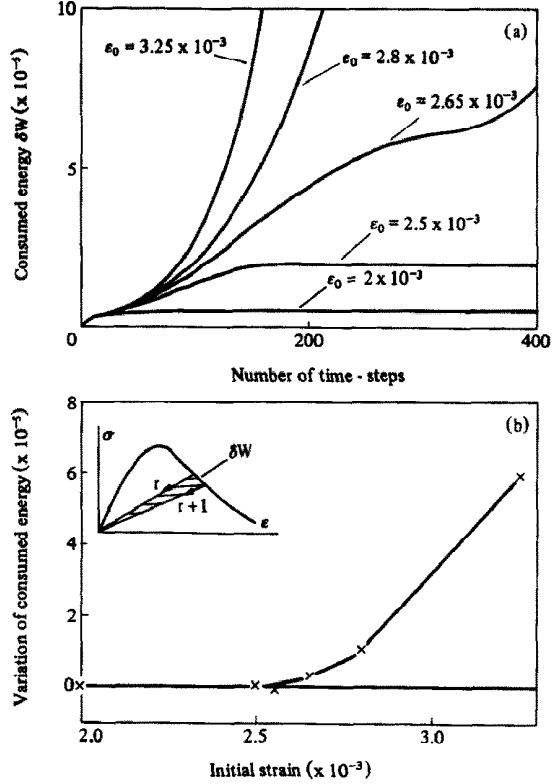 Consumed energy δW (x 10⁻⁵)
10
5
0
(a)
ε₀ = 3.25 x 10⁻³
ε₀ = 2.8 x 10⁻³
ε₀ = 2.65 x 10⁻³
ε₀ = 2.5 x 10⁻³
ε₀ = 2 x 10⁻³
200
400
Number of time - steps
Variation of consumed energy (x 10⁻⁵)
8
6
4
2
0
(b)
σ
δW
r
r + 1
ε
2.0
2.5
3.0
Initial strain (x 10⁻³)